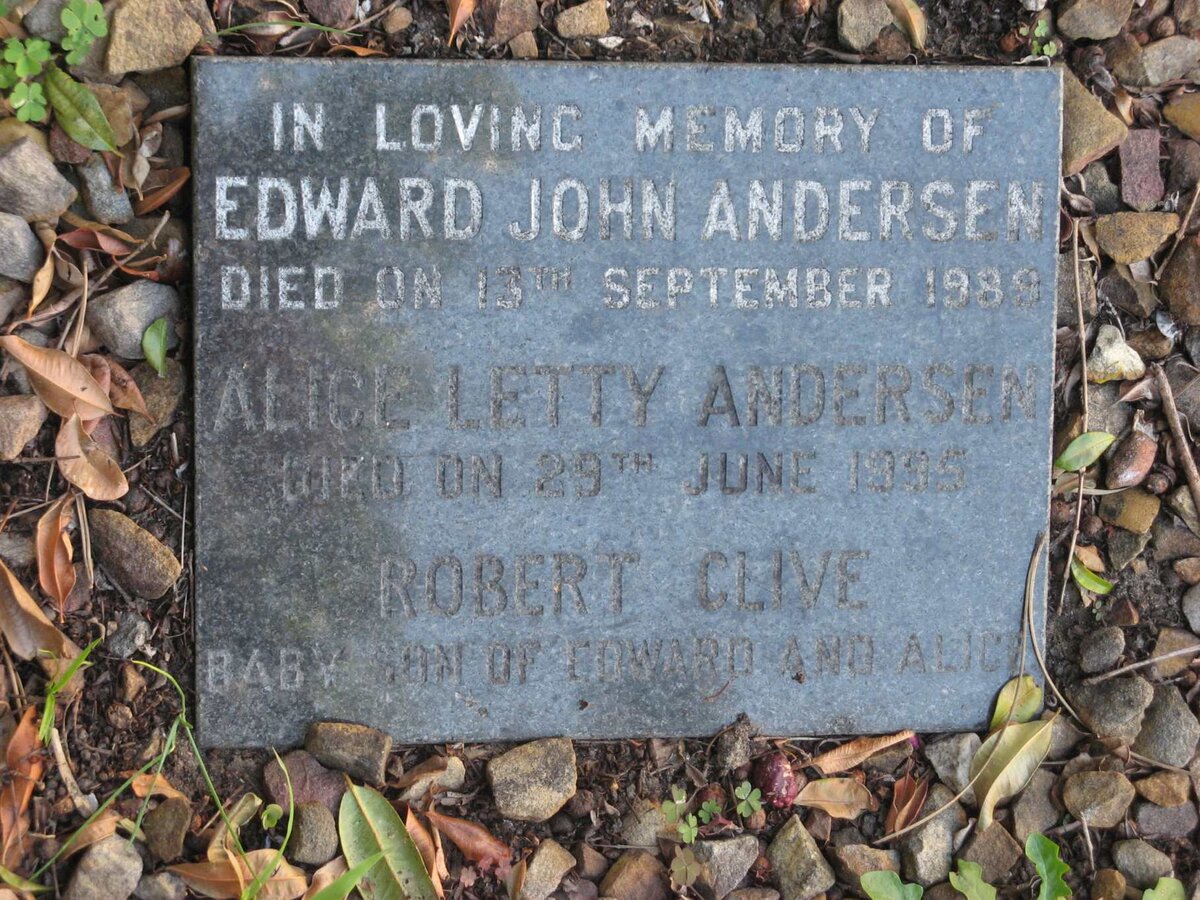 IN LOVING MEMORY OF
EDWARD JOHN ANDERSEN
DIED ON 13TH SEPTEMBER 1989
ALICE LETTY ANDERSEN
DIED ON 29TH JUNE 1995
ROBERT CLIVE
BABY SON OF EDWARD AND ALICE